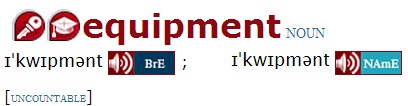 equipment NOUN
ɪˈkwɪpmənt BrE ; ɪˈkwɪpmənt NAmE
[UNCOUNTABLE]